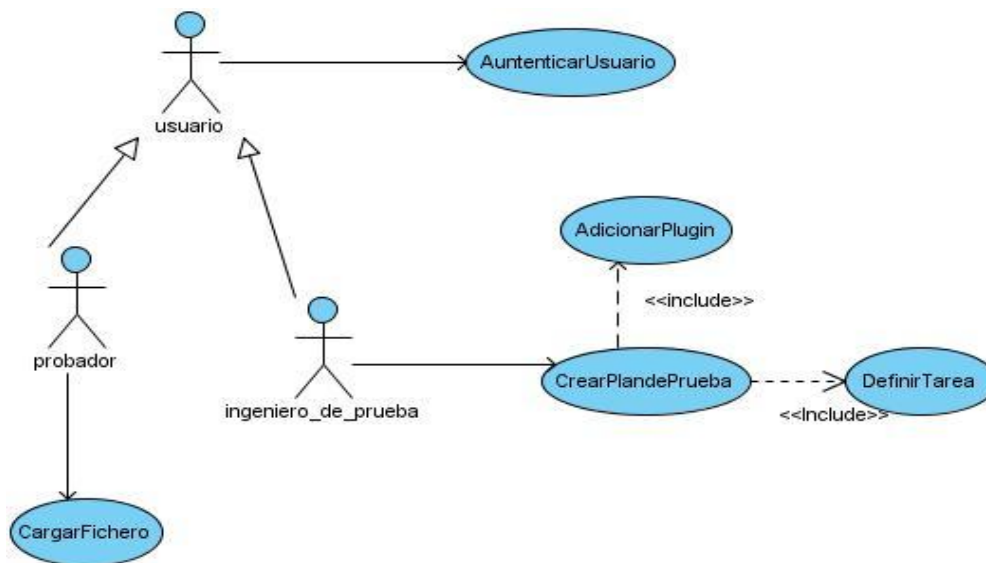 AuntenticarUsuario
usuario
AdicionarPlugin
<<include>>
probador
CrearPlandePrueba
DefinirTarea
ingeniero_de_prueba
<<Include>>
CargarFichero